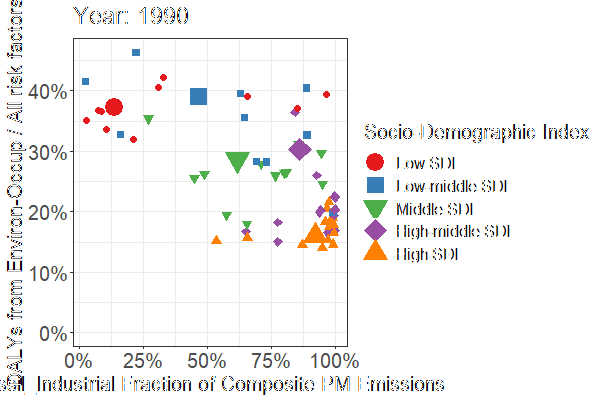 Year: 1990
DALYs from Environ-Occup / All risk factors
40%
30%
20%
10%
0%
0%
25%
50%
75%
100%
Industrial Fraction of Composite PM Emissions
Socio-Demographic Index
Low SDI
Low-middle SDI
Middle SDI
High-middle SDI
High SDI